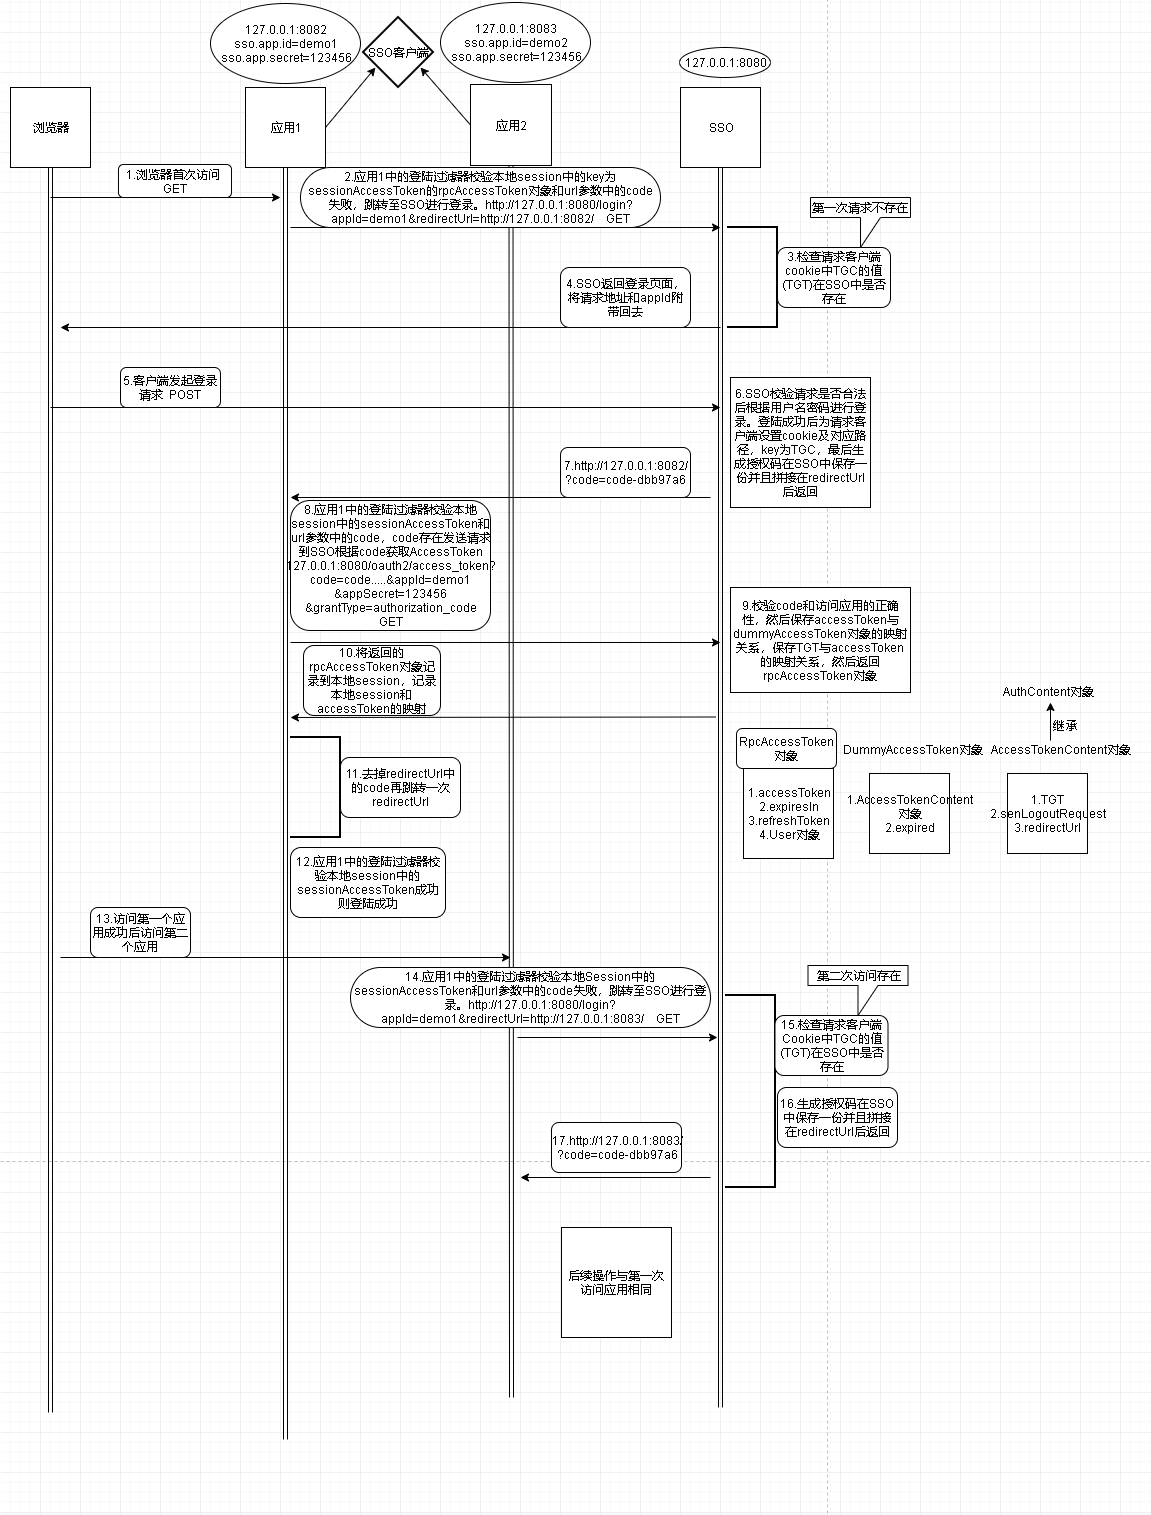 127.0.0.1:8082
sso.app.id=demo1
sso.app.secret=123456
SSO客户端
127.0.0.1:8083
sso.app.id=demo2
sso.app.secret=123456
127.0.0.1:8080
浏览器
应用1
应用2
SSO
1.浏览器首次访问
GET
2.应用1中的登陆过滤器校验本地session中的key为
sessionAccessToken的rpcAccessToken对象和url参数中的code
失败，跳转至SSO进行登录。http://127.0.0.1:8080/login?
appId=demo1&redirectUrl=http://127.0.0.1:8082/ GET
第一次请求不存在
3.检查请求客户端
cookie中TGC的值
(TGT)在SSO中是否
存在
4.SSO返回登录页面，
将请求地址和appId附
带回去
5.客户端发起登录
请求 POST
6.SSO校验请求是否合法
后根据用户名密码进行登
录。登陆成功后为请求客
户端设置cookie及对应路
径，key为TGC，最后生
成授权码在SSO中保存一
份并且拼接在redirectUrl
后返回
7.http://127.0.0.1:8082/
?code=code-dbb97a6
8.应用1中的登陆过滤器校验本地
session中的sessionAccessToken和
url参数中的code，code存在发送请求
到SSO根据code获取AccessToken
127.0.0.1:8080/oauth2/access_token?
code=code.....&appId=demo1
&appSecret=123456
&grantType=authorization_code
GET
9.校验code和访问应用的正确
性，然后保存accessToken与
dummyAccessToken对象的映射
关系，保存TGT与accessToken
的映射关系，然后返回
rpcAccessToken对象
10.将返回的
rpcAccessToken对象记
录到本地session，记录
本地session和
accessToken的映射
AuthContent对象
继承
RpcAccessToken
对象
DummyAccessToken对象
AccessTokenContent对象
1.accessToken
2.expiresIn
3.refreshToken
4.User对象
1.AccessTokenContent
对象
2.expired
1.TGT
2.senLogoutRequest
3.redirectUrl
11.去掉redirectUrl中
的code再跳转一次
redirectUrl
12.应用1中的登陆过滤器校
验本地session中的
sessionAccessToken成功
则登陆成功
13.访问第一个应
用成功后访问第二
个应用
14.应用1中的登陆过滤器校验本地Session中的
sessionAccessToken和url参数中的code失败，跳转至SSO进行登
录。http://127.0.0.1:8080/login?
appId=demo1&redirectUrl=http://127.0.0.1:8083/ GET
第二次访问存在
15.检查请求客户端
Cookie中TGC的值
(TGT)在SSO中是否
存在
16.生成授权码在SSO
中保存一份并且拼接
在redirectUrl后返回
17.http://127.0.0.1:8083/
?code=code-dbb97a6
后续操作与第一次
访问应用相同